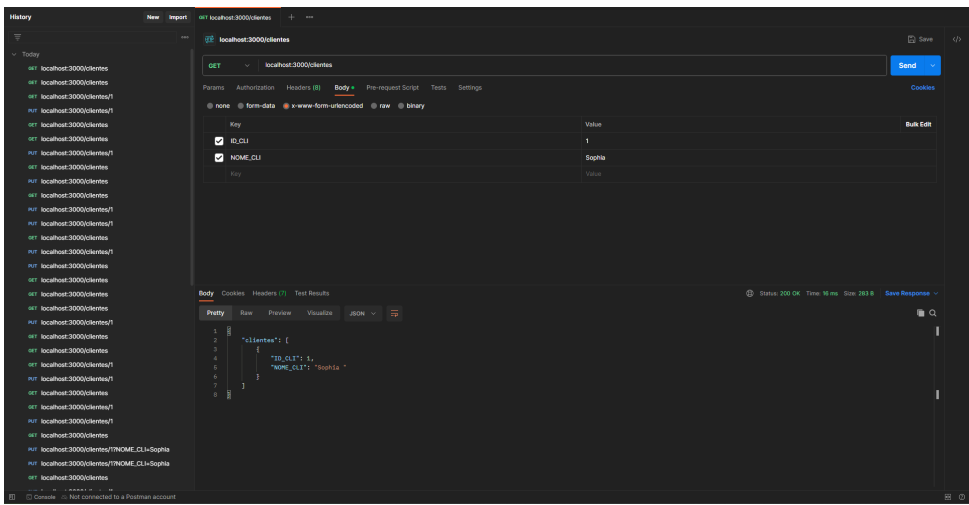 History New Import GET localhost:3000/clientes
localhost:3000/clientes Save
Today
GET localhost:3000/clientes
GET localhost:3000/clientes
GET localhost:3000/clientes/1
PUT localhost:3000/clientes/1
GET localhost:3000/clientes
GET localhost:3000/clientes
PUT localhost:3000/clientes/1
GET localhost:3000/clientes
PUT localhost:3000/clientes
GET localhost:3000/clientes
PUT localhost:3000/clientes/1
PUT localhost:3000/clientes/1
GET localhost:3000/clientes
PUT localhost:3000/clientes/1
PUT localhost:3000/clientes
GET localhost:3000/clientes
GET localhost:3000/clientes
GET localhost:3000/clientes
PUT localhost:3000/clientes/1
GET localhost:3000/clientes
GET localhost:3000/clientes
GET localhost:3000/clientes/1
PUT localhost:3000/clientes/1
GET localhost:3000/clientes
GET localhost:3000/clientes/1
PUT localhost:3000/clientes/1
GET localhost:3000/clientes
PUT localhost:3000/clientes/1?NOME_CLI=Sophia
PUT localhost:3000/clientes/1?NOME_CLI=Sophia
GET localhost:3000/clientes
GET localhost:3000/clientes Send
Params Authorization Headers (8) Body Pre-request Script Tests Settings Cookies
none form-data x-www-form-urlencoded raw binary
Key Value Bulk Edit
ID_CLI 1
NOME_CLI Sophia
Key Value
Body Cookies Headers (7) Test Results Status: 200 OK Time: 16 ms Size: 283 B Save Response
Pretty Raw Preview Visualize JSON
1 {
2 "clientes": [
3 {
4 "ID_CLI": 1,
5 "NOME_CLI": "Sophia "
6 }
7 ]
8 }
Console Not connected to a Postman account